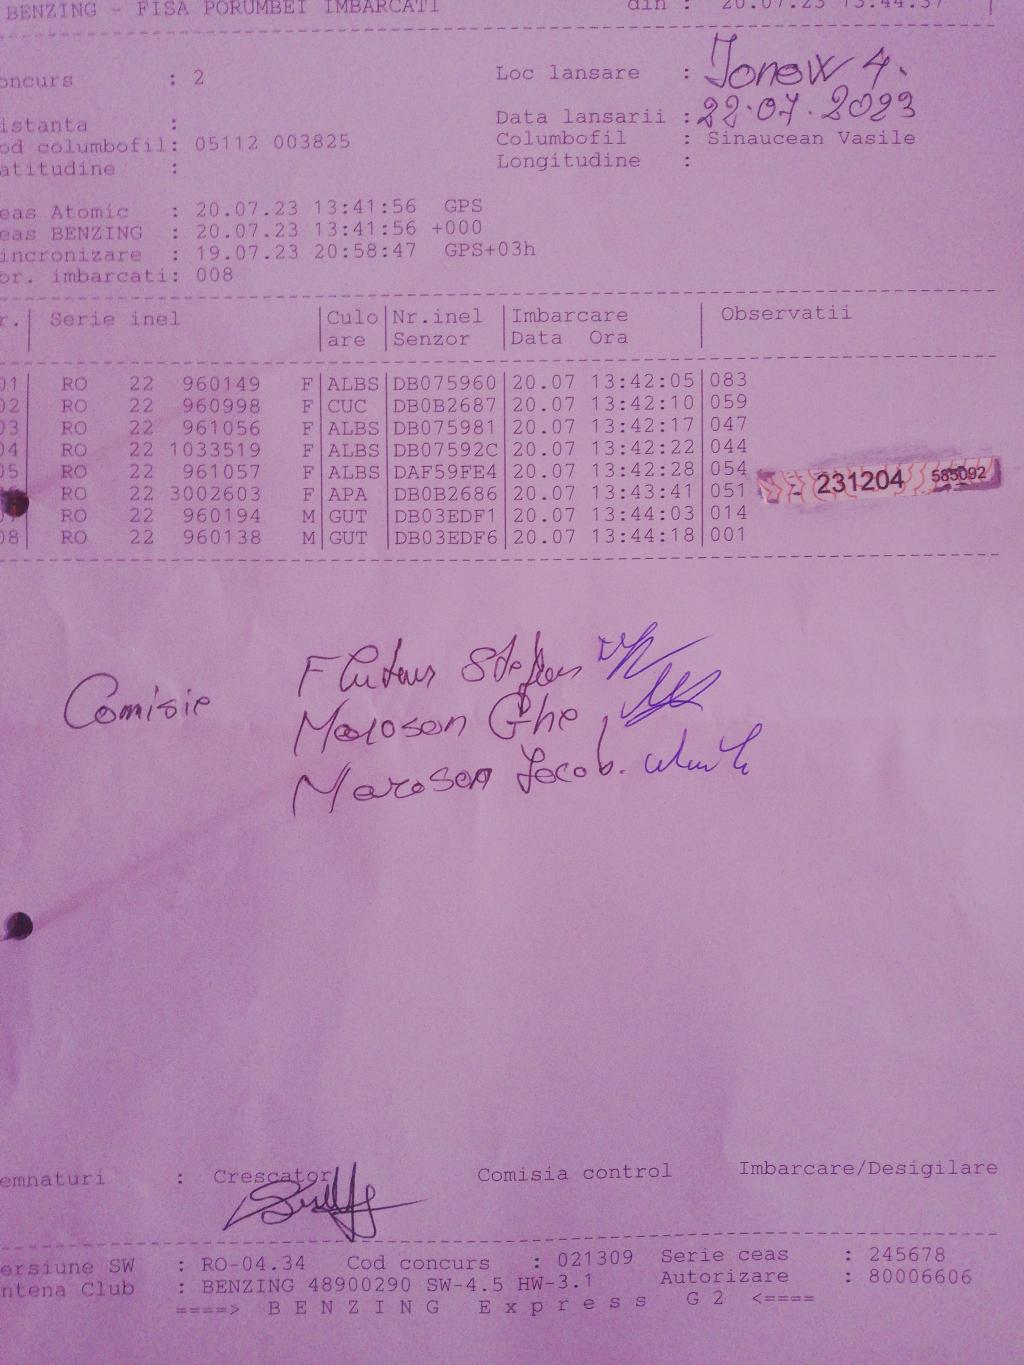 BENZING - FISA PORUMBEI IMBARCATI din : 20.07.23 13:44:37
oncurs : 2 Loc lansare : Janow 4.
istanta : Data lansarii : 22.07.2023
od columbofil: 05112 003825 Columbofil : Sinaucean Vasile
atitudine : Longitudine :
eas Atomic : 20.07.23 13:41:56 GPS
eas BENZING : 20.07.23 13:41:56 +000
incronizare : 19.07.23 20:58:47 GPS+03h
or. imbarcati: 008
r.| Serie inel |Culo|Nr.inel |Imbarcare | Observatii
|are |Senzor |Data Ora |
01| RO 22 960149 F|ALBS|DB075960|20.07 13:42:05|083
02| RO 22 960998 F|CUC |DB0B2687|20.07 13:42:10|059
03| RO 22 961056 F|ALBS|DB075981|20.07 13:42:17|047
04| RO 22 1033519 F|ALBS|DB07592C|20.07 13:42:22|044
05| RO 22 961057 F|ALBS|DAF59FE4|20.07 13:42:28|054 231204 585092
RO 22 3002603 F|APA |DB0B2686|20.07 13:43:41|051
RO 22 960194 M|GUT |DB03EDF1|20.07 13:44:03|014
08| RO 22 960138 M|GUT |DB03EDF6|20.07 13:44:18|001
Comisie
Marosan Ghe
Marosan Iacob.
emnaturi : Crescator Comisia control Imbarcare/Desigilare
ersiune SW : RO-04.34 Cod concurs : 021309 Serie ceas : 245678
ntena Club : BENZING 48900290 SW-4.5 HW-3.1 Autorizare : 80006606
====> B E N Z I N G E x p r e s s G 2 <====